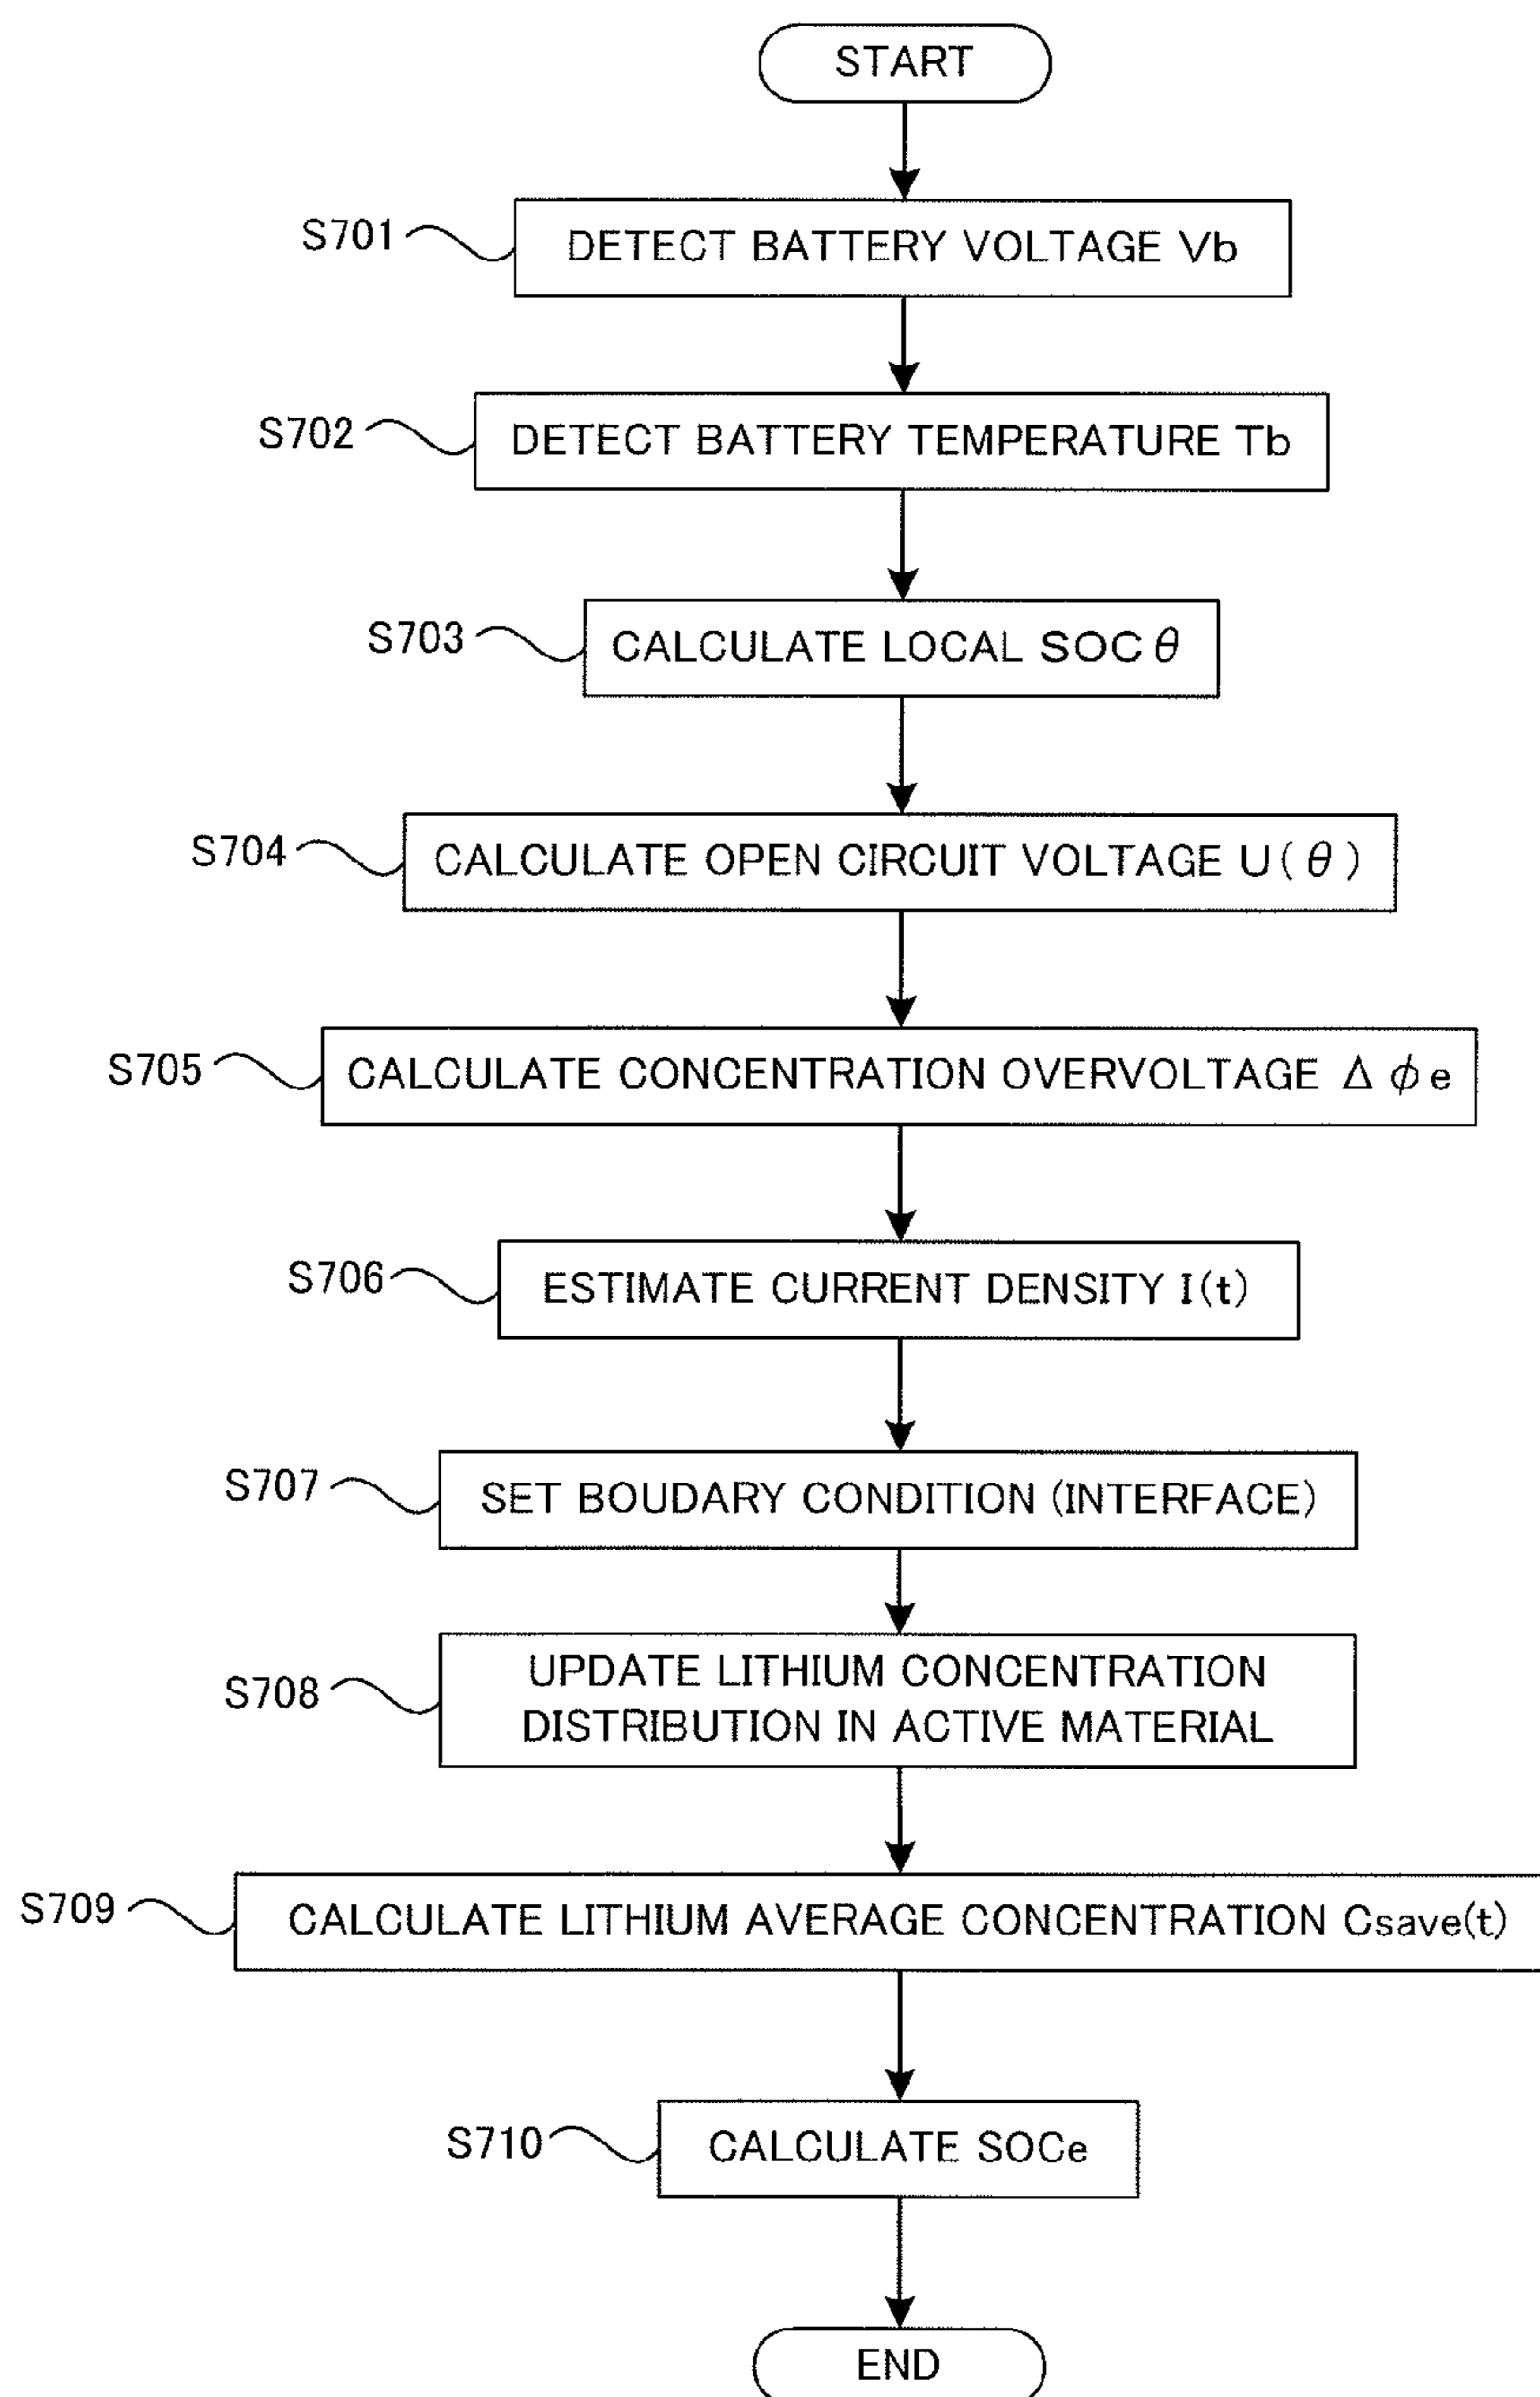 START
S701
DETECT BATTERY VOLTAGE Vb
S702
DETECT BATTERY TEMPERATURE Tb
S703
CALCULATE LOCAL SOC θ
S704
CALCULATE OPEN CIRCUIT VOLTAGE U(θ)
S705
CALCULATE CONCENTRATION OVERVOLTAGE Δ φe
S706
ESTIMATE CURRENT DENSITY I(t)
S707
SET BOUDARY CONDITION (INTERFACE)
S708
UPDATE LITHIUM CONCENTRATION
DISTRIBUTION IN ACTIVE MATERIAL
S709
CALCULATE LITHIUM AVERAGE CONCENTRATION Csave(t)
S710
CALCULATE SOCe
END